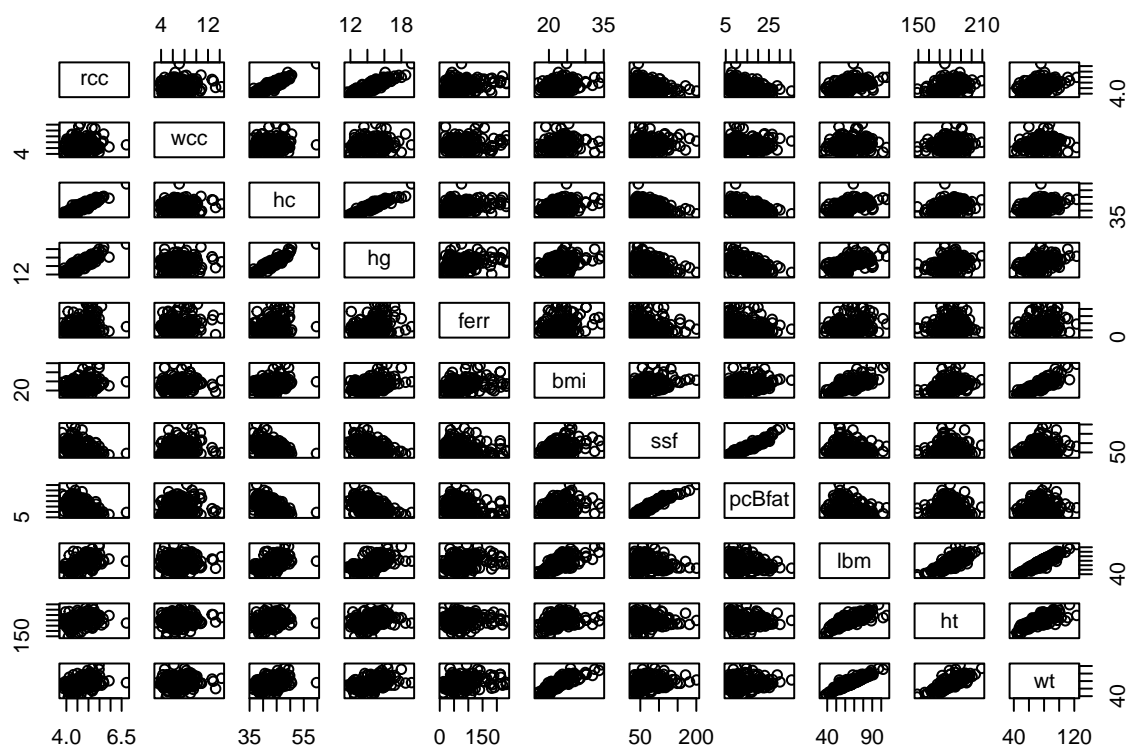 4 12 12 18 20 35 5 25 150 210
rcc 4.0
4 wcc
hc 35
12 hg
ferr 0
20 bmi
ssf 50
5 pcBfat
lbm 40
150 ht
wt 40
4.0 6.5 35 55 0 150 50 200 40 90 40 120